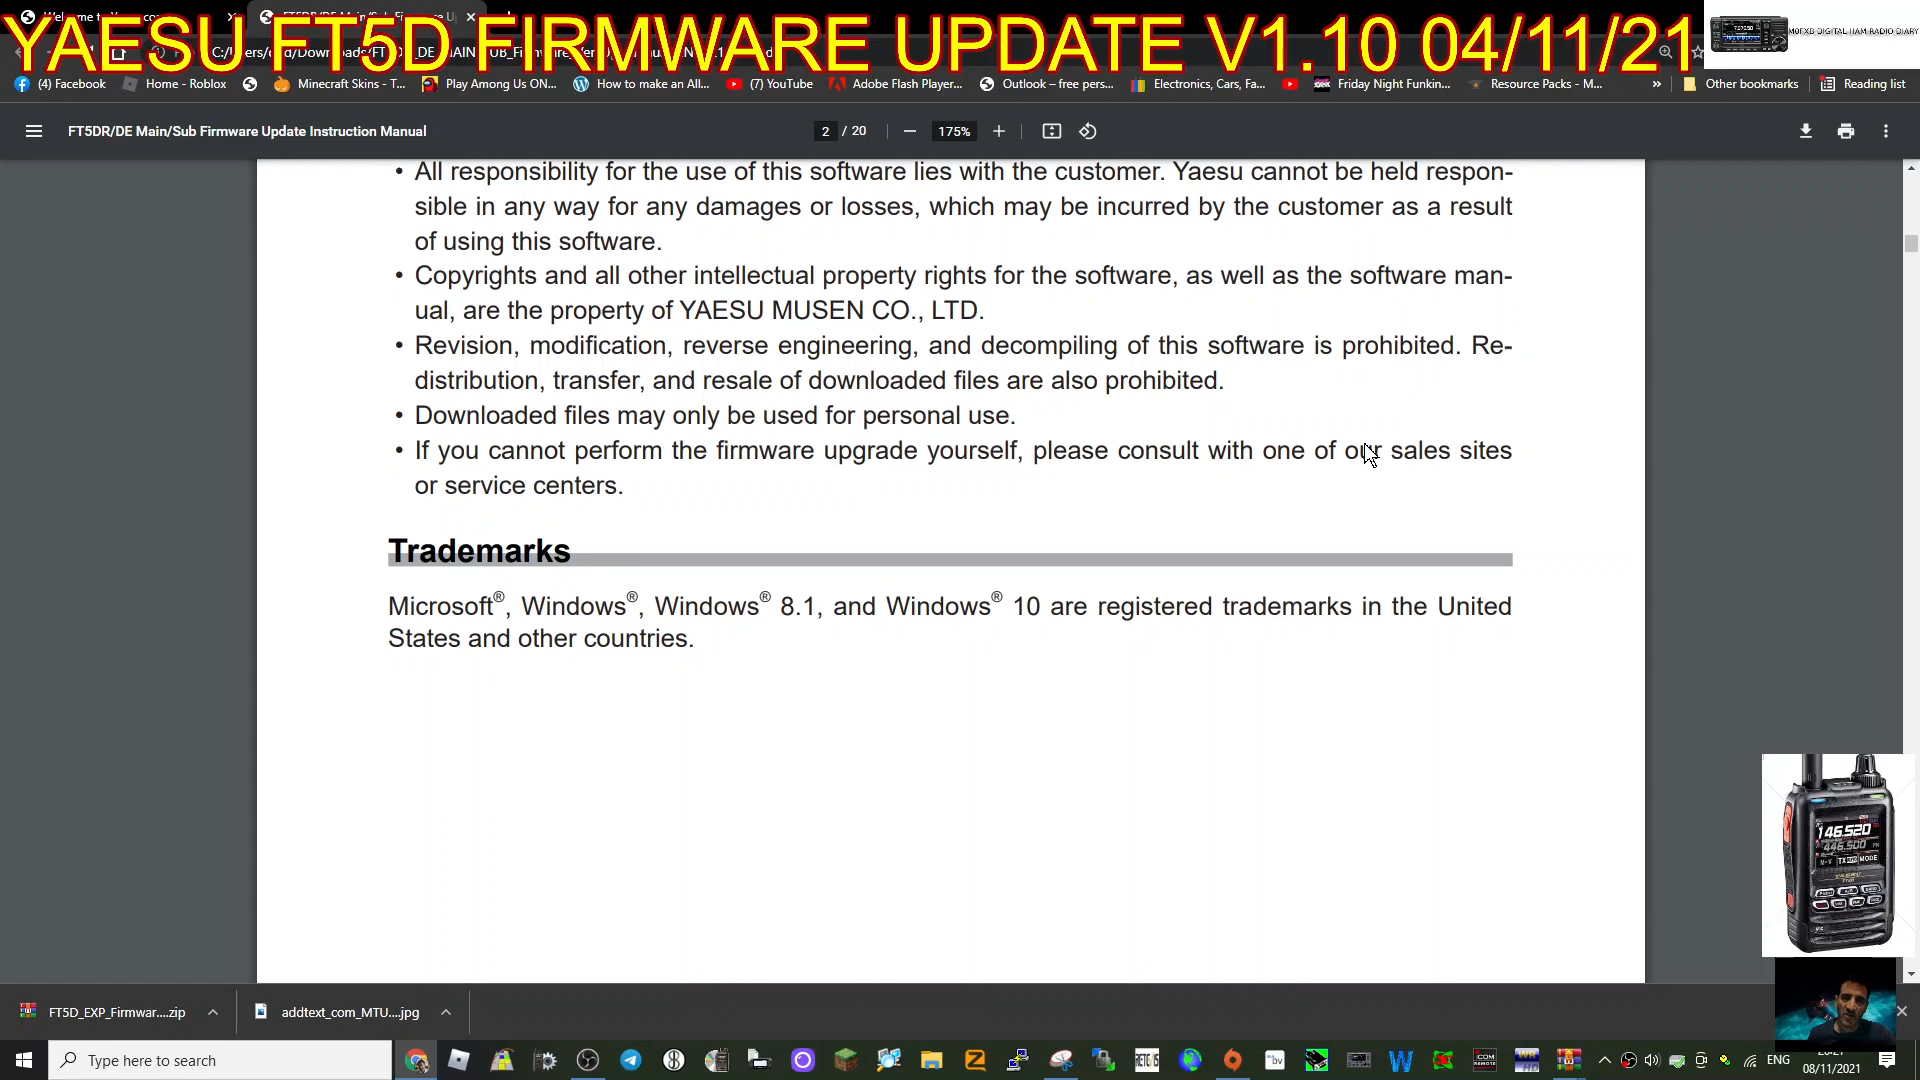 YAESU FT5D FIRMWARE UPDATE V1.10 04/11/21
M0FXB DIGITAL HAM RADIO DIARY
(4) Facebook
Home - Roblox
Minecraft Skins - T...
Play Among Us ON...
How to make an All...
(7) YouTube
Adobe Flash Player...
Outlook – free pers...
Electronics, Cars, Fa...
Friday Night Funkin...
Resource Packs - M...
»
Other bookmarks
Reading list
FT5DR/DE Main/Sub Firmware Update Instruction Manual
2 / 20
175%
• All responsibility for the use of this software lies with the customer. Yaesu cannot be held respon-
sible in any way for any damages or losses, which may be incurred by the customer as a result
of using this software.
• Copyrights and all other intellectual property rights for the software, as well as the software man-
ual, are the property of YAESU MUSEN CO., LTD.
• Revision, modification, reverse engineering, and decompiling of this software is prohibited. Re-
distribution, transfer, and resale of downloaded files are also prohibited.
• Downloaded files may only be used for personal use.
• If you cannot perform the firmware upgrade yourself, please consult with one of our sales sites
or service centers.
Trademarks
Microsoft®, Windows®, Windows® 8.1, and Windows® 10 are registered trademarks in the United
States and other countries.
146.520
446.500
MODE
FT5D_EXP_Firmwar....zip
addtext_com_MTU....jpg
Type here to search
ENG
08/11/2021